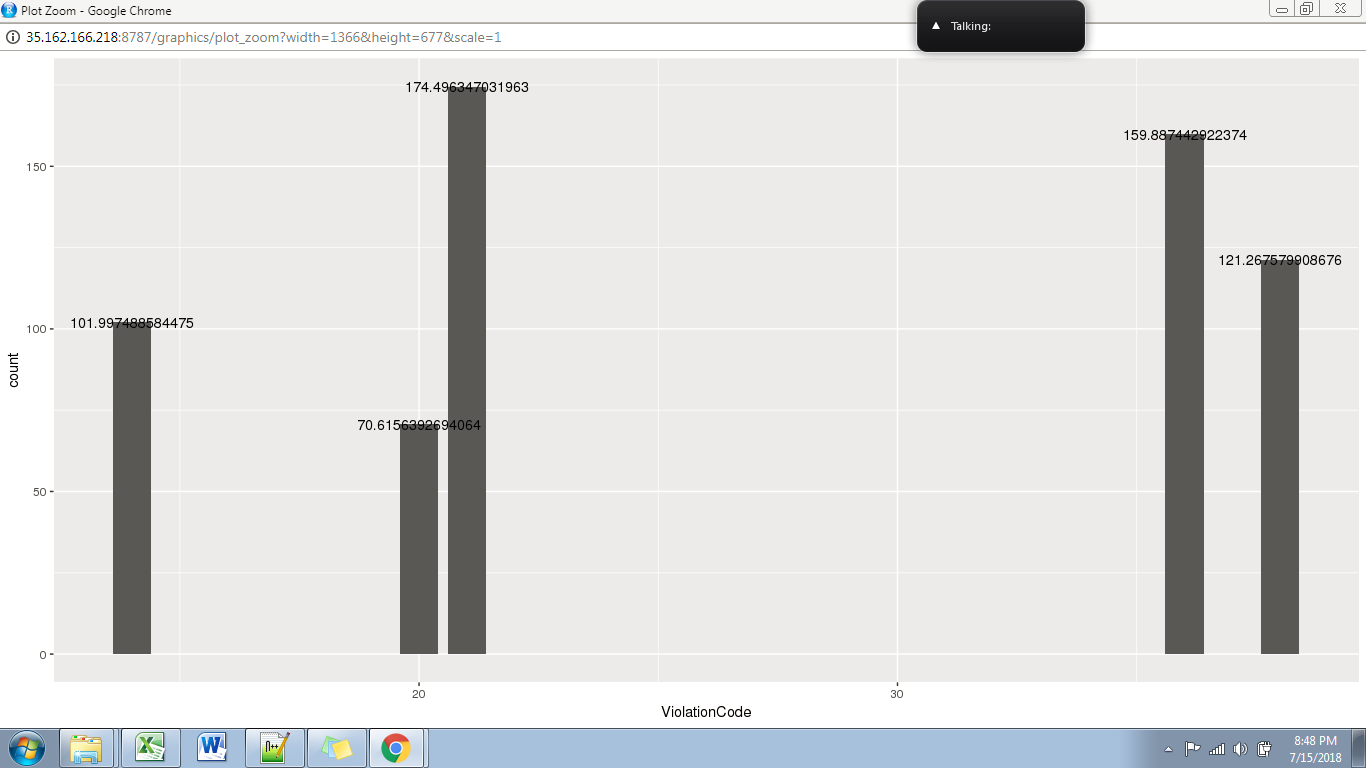 Plot Zoom - Google Chrome
Talking:
35.162.166.218:8787/graphics/plot_zoom?width=1366&height=677&scale=1
174.496347031963
159.887442922374
150
121.267579908676
101.997488584475
100
count
70.6156392694064
50
0
20
30
ViolationCode
n++
8:48 PM
7/15/2018